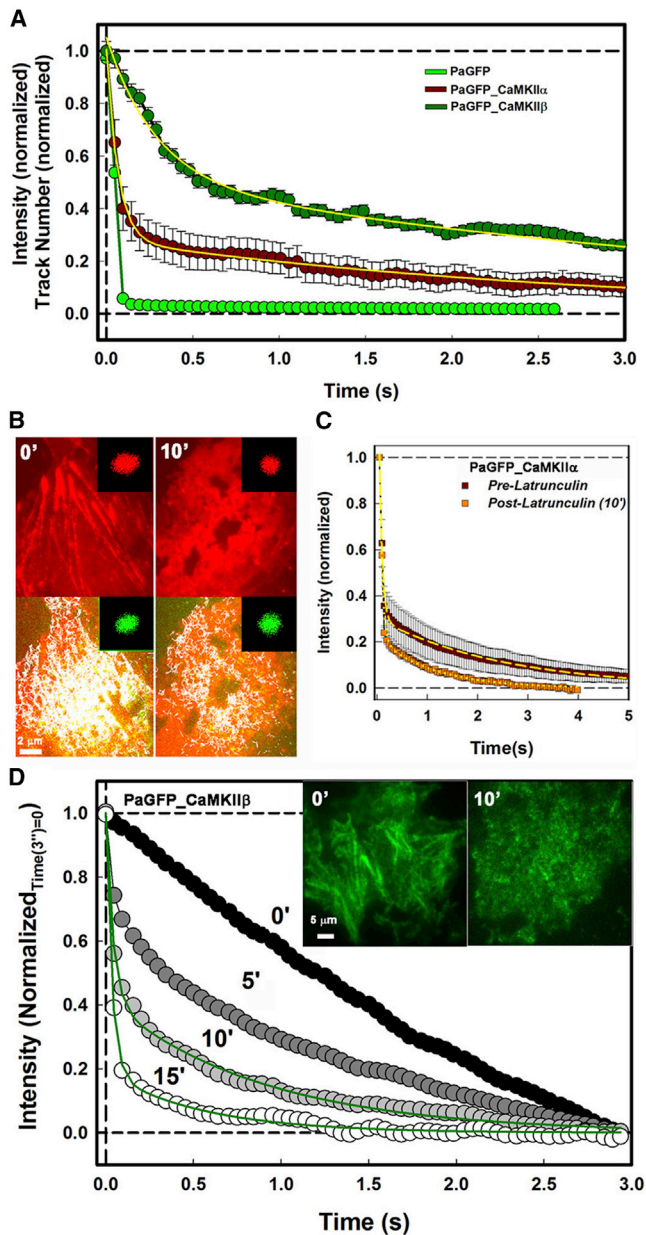 A
Intensity (normalized)
Track Number (normalized)
1.0
0.8
0.6
0.4
0.2
0.0
PaGFP
PaGFP_CaMKIIα
PaGFP_CaMKIIβ
0.0 0.5 1.0 1.5 2.0 2.5 3.0
Time (s)
B
0’ 10’
2 μm
C
Intensity (normalized)
1.0
0.8
0.6
0.4
0.2
0.0
PaGFP_CaMKIIα
Pre-Latrunculin
Post-Latrunculin (10’)
0 1 2 3 4 5
Time(s)
D
Intensity (Normalized Time(3”)=0)
1.0
0.8
0.6
0.4
0.2
0.0
PaGFP_CaMKIIβ
0’ 10’
5 μm
0’
5’
10’
15’
0.0 0.5 1.0 1.5 2.0 2.5 3.0
Time (s)